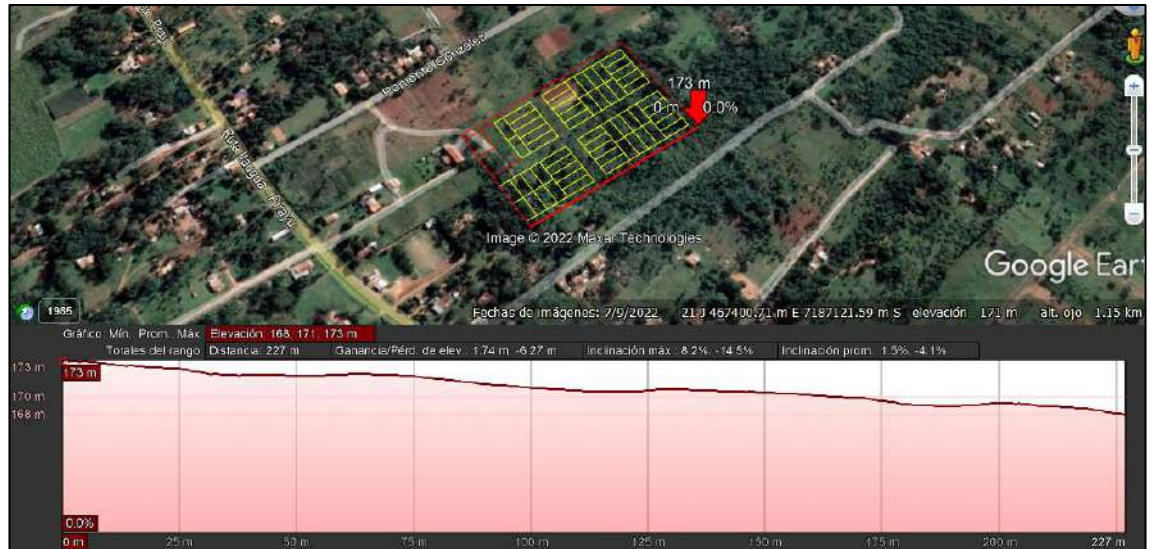 Poniente González
173 m
0 m 0.0%
Image © 2022 Maxar Technologies
Google Ear
1985
Fechas de imágenes: 7/9/2022 21 J 467400.71 m E 7187121.59 m S elevación 171 m alt. ojo 1.15 km
Gráfico: Mín. Prom. Máx. Elevación: 168, 171, 173 m
Totales del rango: Distancia: 227 m Ganancia/Pérd. de elev.: 1.74 m, -6.27 m Inclinación máx.: 8.2%, -14.5% Inclinación prom.: 1.5%, -4.1%
173 m
173 m
170 m
168 m
0.0%
0 m 25 m 50 m 75 m 100 m 125 m 150 m 175 m 200 m 227 m